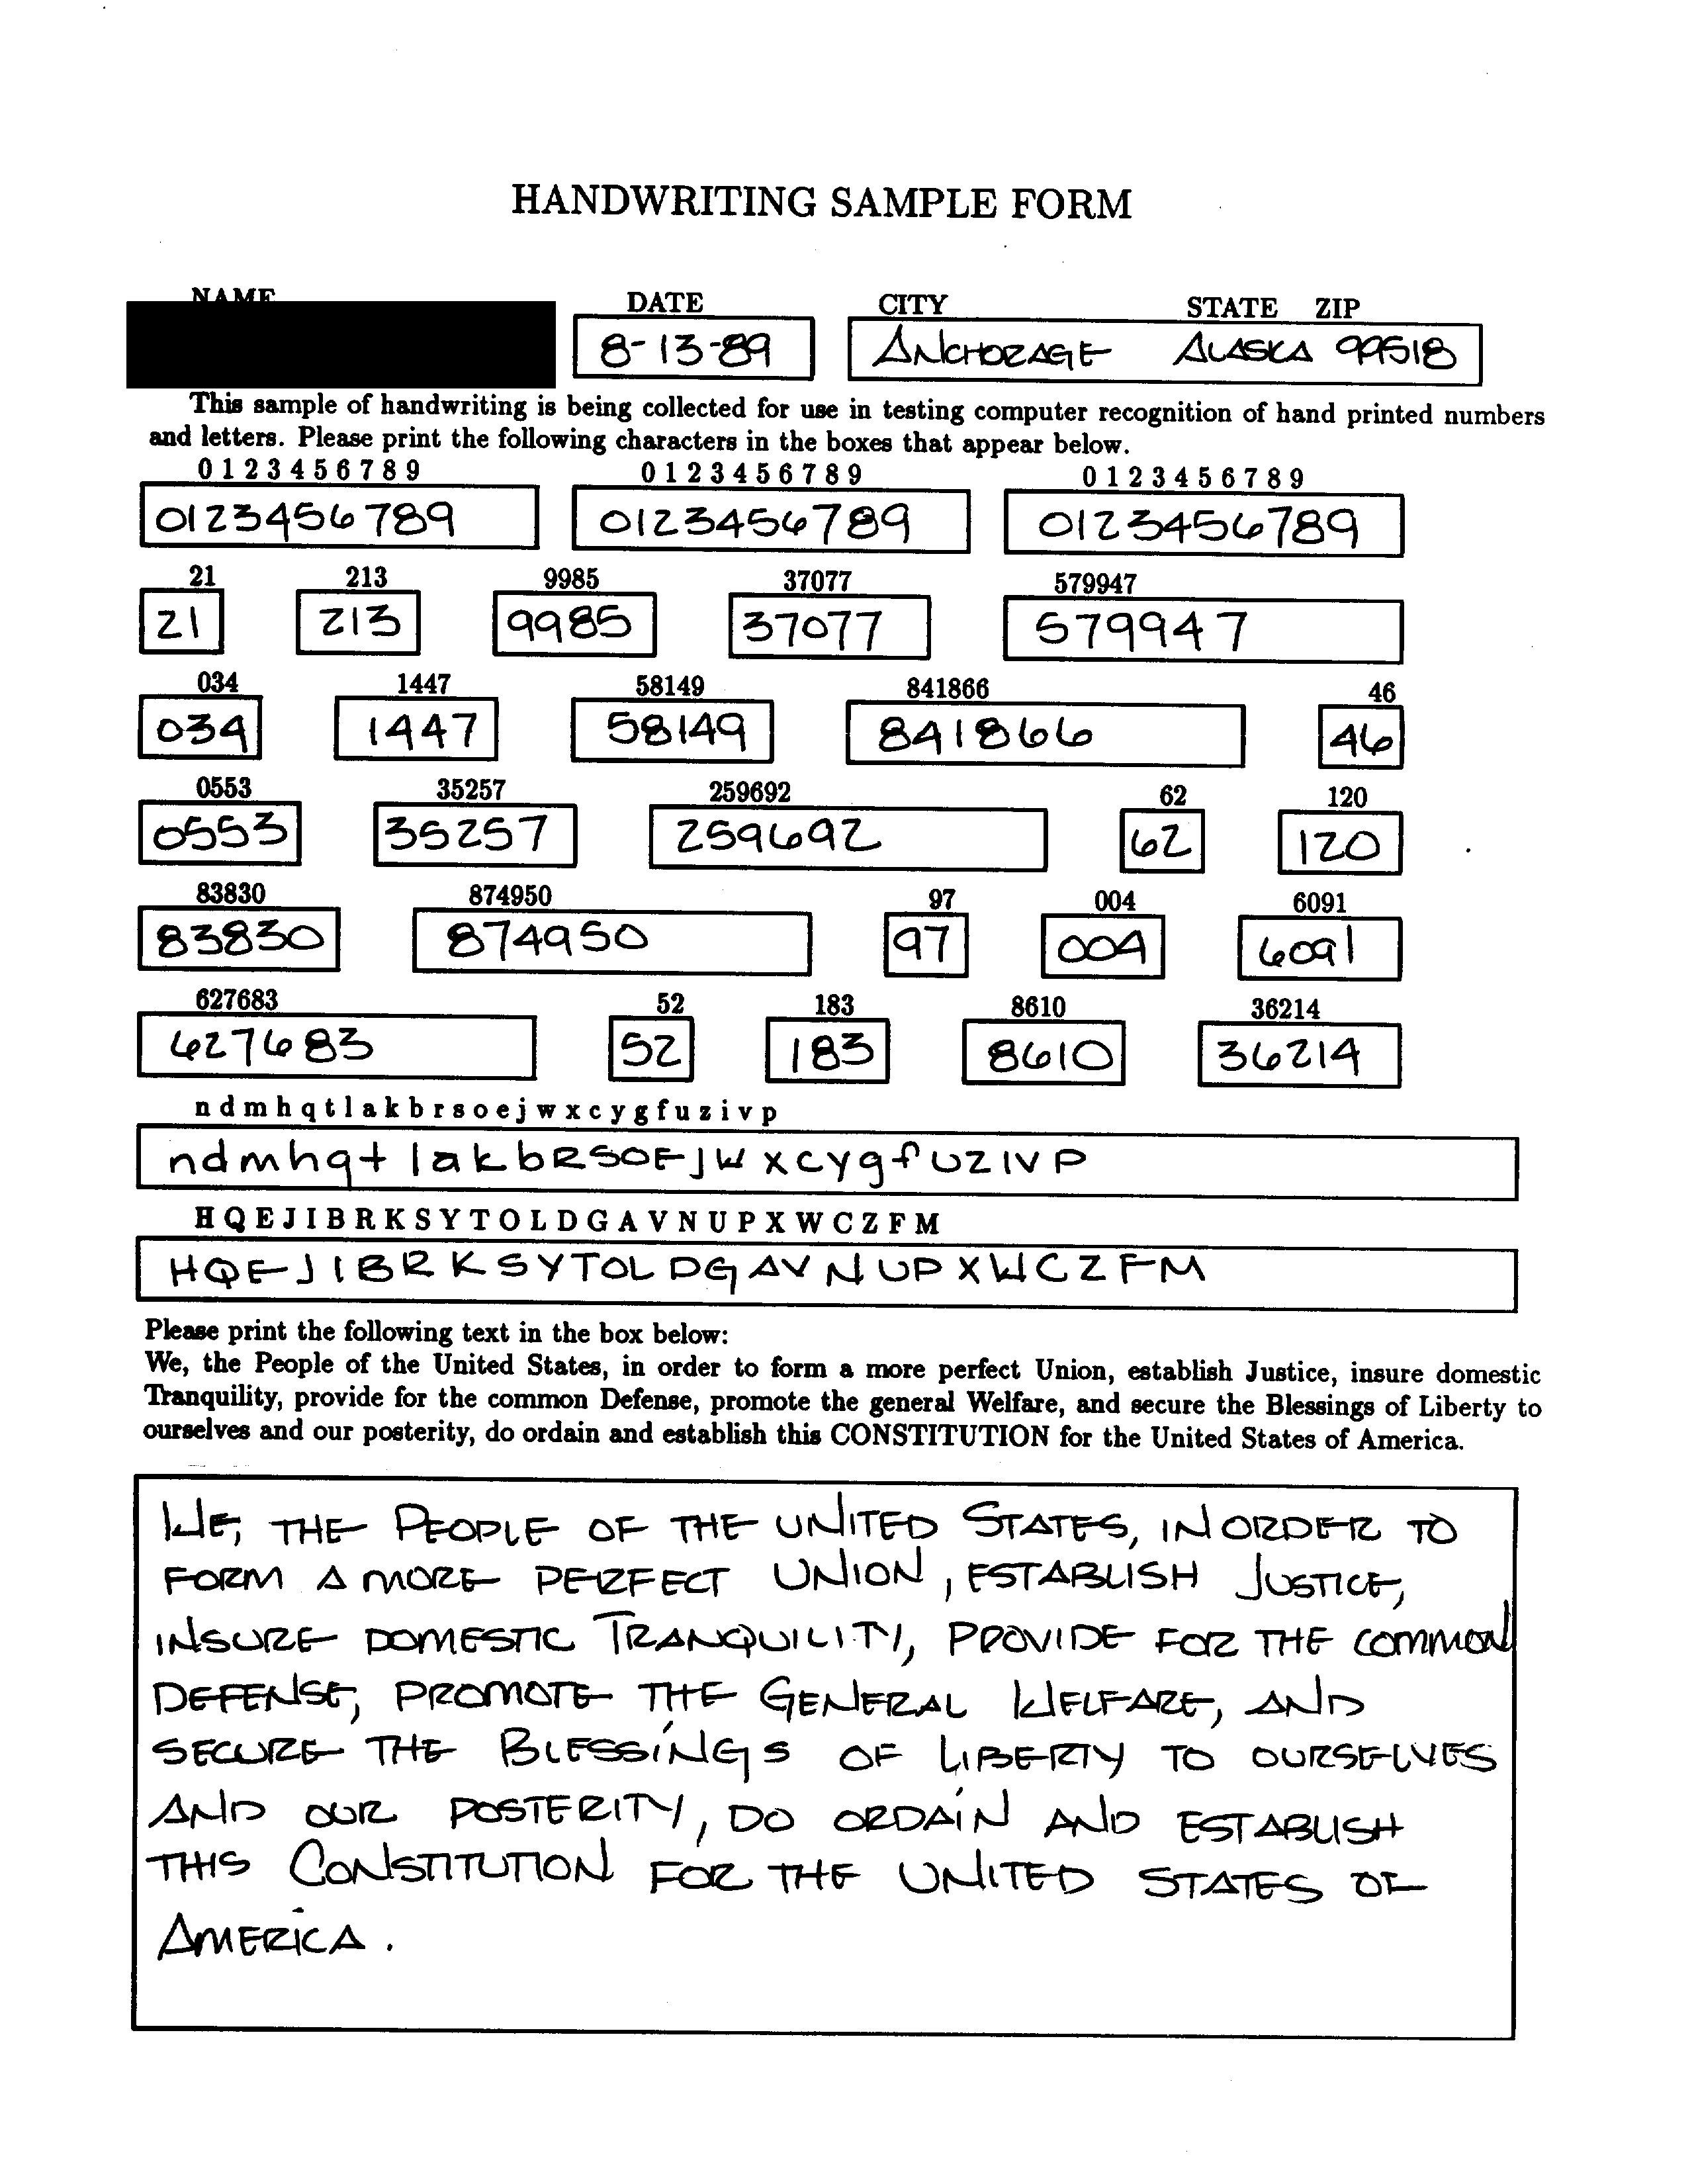 HANDWRITING SAMPLE FORM
NAME DATE CITY STATE ZIP
8-13-89 ANCHORAGE ALASKA 99518
This sample of handwriting is being collected for use in testing computer recognition of hand printed numbers
and letters. Please print the following characters in the boxes that appear below.
0 1 2 3 4 5 6 7 8 9 0 1 2 3 4 5 6 7 8 9 0 1 2 3 4 5 6 7 8 9
0123456789 0123456789 0123456789
21 213 9985 37077 579947
21 213 9985 37077 579947
034 1447 58149 841866 46
034 1447 58149 841866 46
0553 35257 259692 62 120
0553 35257 259692 62 120
83830 874950 97 004 6091
83830 874950 97 004 6091
627683 52 183 8610 36214
627683 52 183 8610 36214
n d m h q t l a k b r s o e j w x c y g f u z i v p
ndmhqt lakbRSOEJW xcygfUZIVP
H Q E J I B R K S Y T O L D G A V N U P X W C Z F M
HQEJIBRKSYTOLDGAVNUPXWCZFM
Please print the following text in the box below:
We, the People of the United States, in order to form a more perfect Union, establish Justice, insure domestic
Tranquility, provide for the common Defense, promote the general Welfare, and secure the Blessings of Liberty to
ourselves and our posterity, do ordain and establish this CONSTITUTION for the United States of America.
WE, THE PEOPLE OF THE UNITED STATES, IN ORDER TO
FORM A MORE PERFECT UNION, ESTABLISH JUSTICE,
INSURE DOMESTIC TRANQUILITY, PROVIDE FOR THE COMMON
DEFENSE, PROMOTE THE GENERAL WELFARE, AND
SECURE THE BLESSINGS OF LIBERTY TO OURSELVES
AND OUR POSTERITY, DO ORDAIN AND ESTABLISH
THIS CONSTITUTION FOR THE UNITED STATES OF
AMERICA.